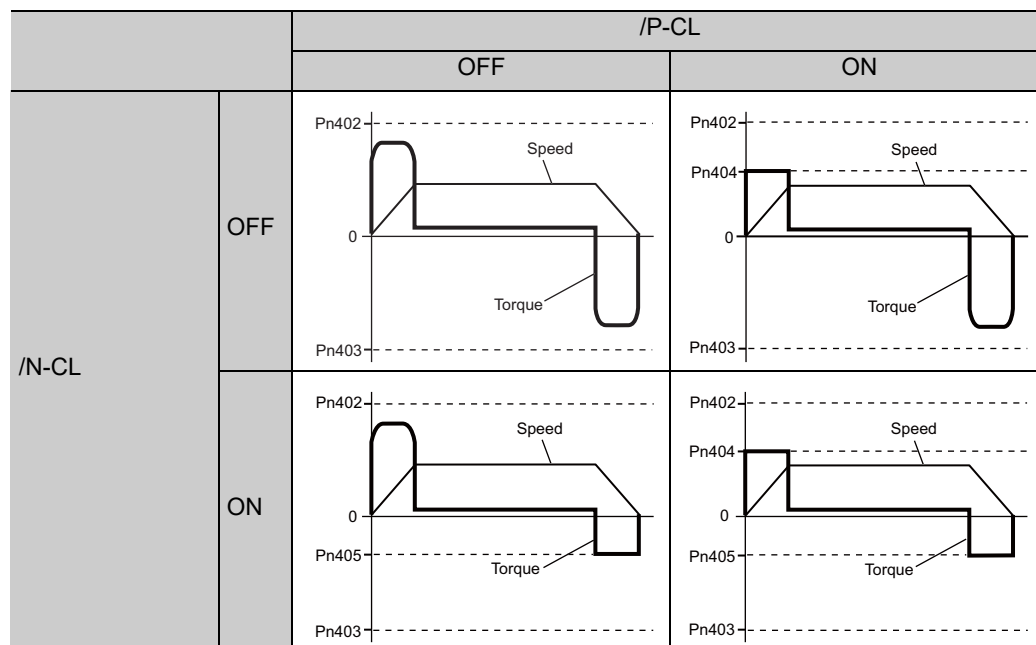 /P-CL
OFF ON
/N-CL
OFF
Pn402
Speed
0
Torque
Pn403
Pn402
Speed
Pn404
0
Torque
Pn403
ON
Pn402
Speed
0
Pn405
Torque
Pn403
Pn402
Speed
Pn404
0
Pn405
Torque
Pn403